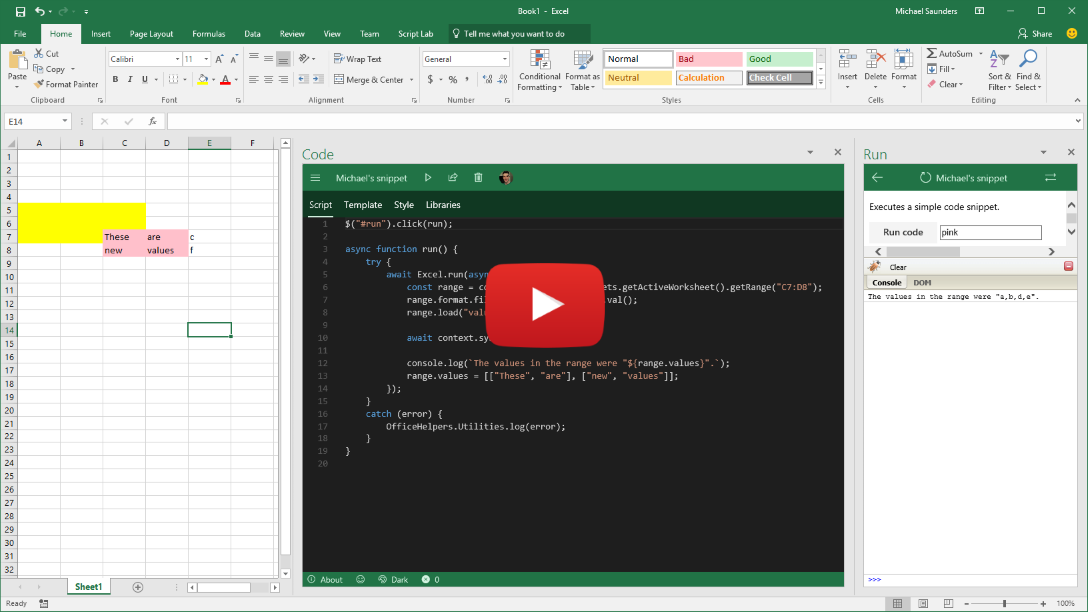 Book1 - Excel
Michael Saunders
File Home Insert Page Layout Formulas Data Review View Team Script Lab Tell me what you want to do
Share
Paste
Cut
Copy
Format Painter
Clipboard
Calibri 11
B I U
Font
Wrap Text
Merge & Center
Alignment
General
$ % ,
Number
Conditional Formatting
Format as Table
Normal Bad Good
Neutral Calculation Check Cell
Styles
Insert Delete Format
Cells
AutoSum
Fill
Clear
Sort & Filter
Find & Select
Editing
E14
fx
A B C D E F
1
2
3
4
5
6
7 These are c
8 new values f
9
10
11
12
13
14
15
16
17
18
19
20
21
22
23
24
25
26
27
28
29
30
31
32
Sheet1
Ready
Code
Michael's snippet
Script Template Style Libraries
1 $("#run").click(run);
2
3 async function run() {
4 try {
5 await Excel.run(asyn
6 const range = co ets.getActiveWorksheet().getRange("C7:D8");
7 range.format.fil .val();
8 range.load("valu
9
10 await context.sy
11
12 console.log(`The values in the range were "${range.values}".`);
13 range.values = [["These", "are"], ["new", "values"]];
14 });
15 }
16 catch (error) {
17 OfficeHelpers.Utilities.log(error);
18 }
19 }
20
About Dark 0
Run
Michael's snippet
Executes a simple code snippet.
Run code pink
Clear
Console DOM
The values in the range were "a,b,d,e".
>>>
100%